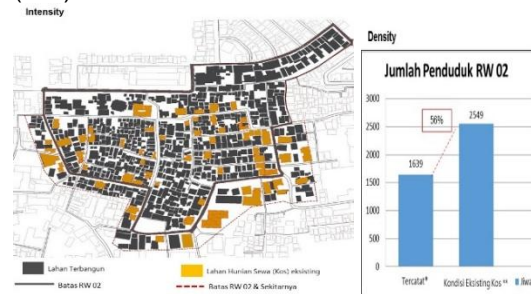 Intensity
Lahan Terbangun
Lahan Hunian Sewa (Kos) eksisting
Batas RW 02
Batas RW 02 & Sekitarnya
Density
Jumlah Penduduk RW 02
3000
2500
2000
1500
1000
500
0
1639
56%
2549
Tercatat*
Kondisi Eksisting Kos **